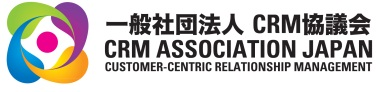 一般社団法人 CRM協議会
CRM ASSOCIATION JAPAN
CUSTOMER-CENTRIC RELATIONSHIP MANAGEMENT